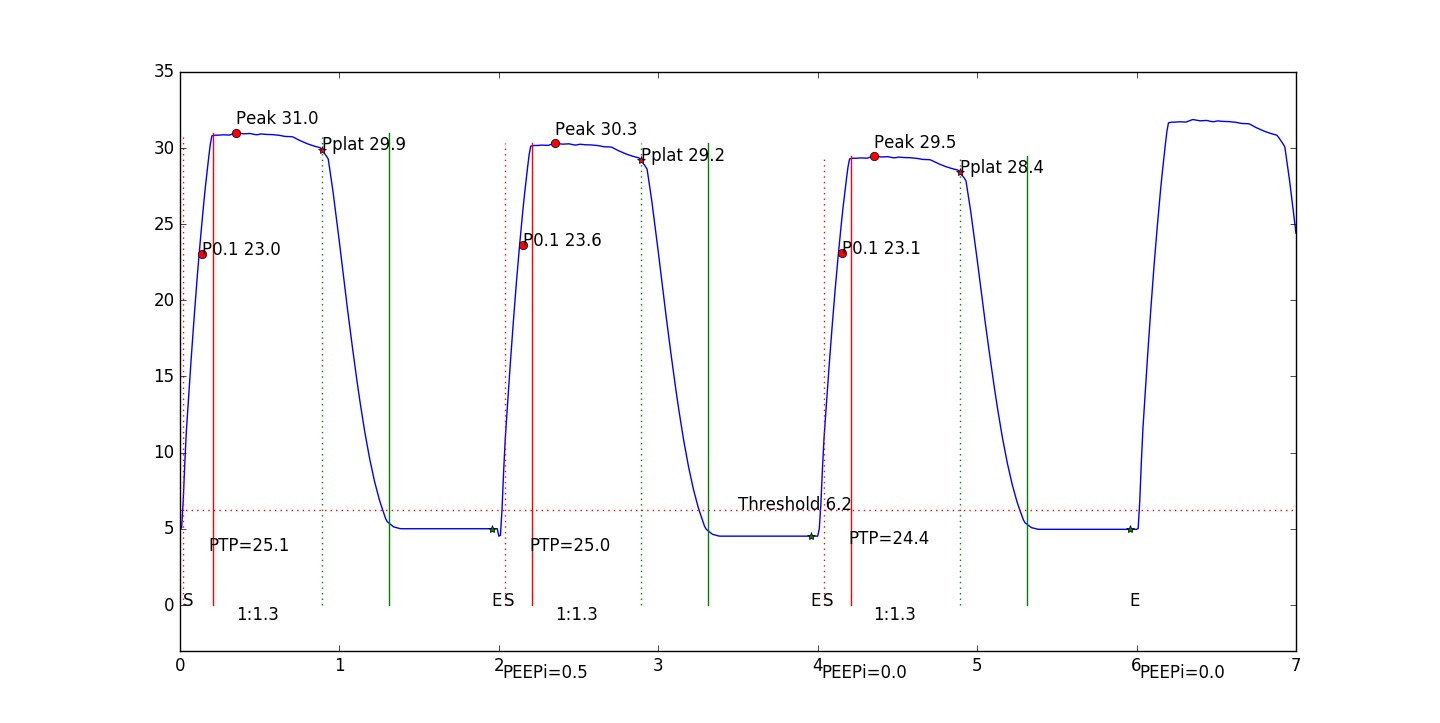 35
Peak 31.0
Peak 30.3
Peak 29.5
Pplat 29.9
Pplat 29.2
Pplat 28.4
30
P0.1 23.0
P0.1 23.6
P0.1 23.1
25
20
15
10
Threshold 6.2
5
PTP=25.1
PTP=25.0
PTP=24.4
0
S
E S
E S
E
1:1.3
1:1.3
1:1.3
0 1 2 3 4 5 6 7
PEEPi=0.5
PEEPi=0.0
PEEPi=0.0